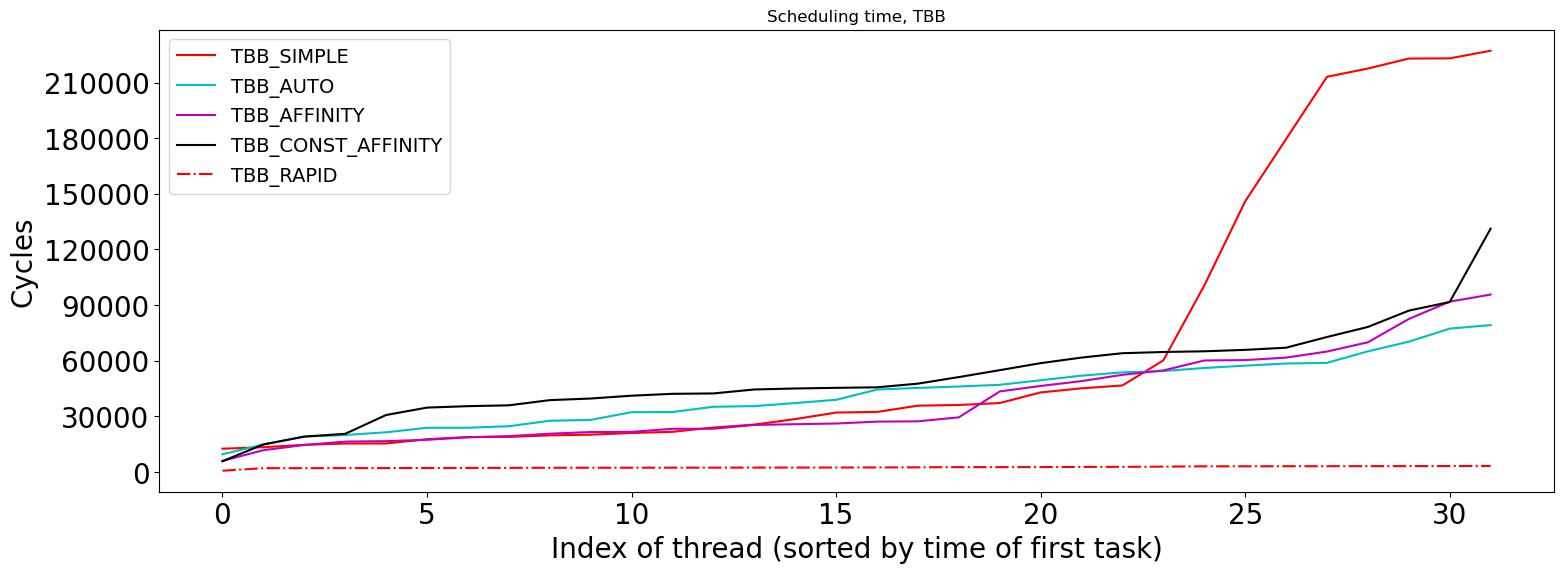 Scheduling time, TBB
TBB_SIMPLE
TBB_AUTO
TBB_AFFINITY
TBB_CONST_AFFINITY
TBB_RAPID
Cycles
210000
180000
150000
120000
90000
60000
30000
0
0 5 10 15 20 25 30
Index of thread (sorted by time of first task)